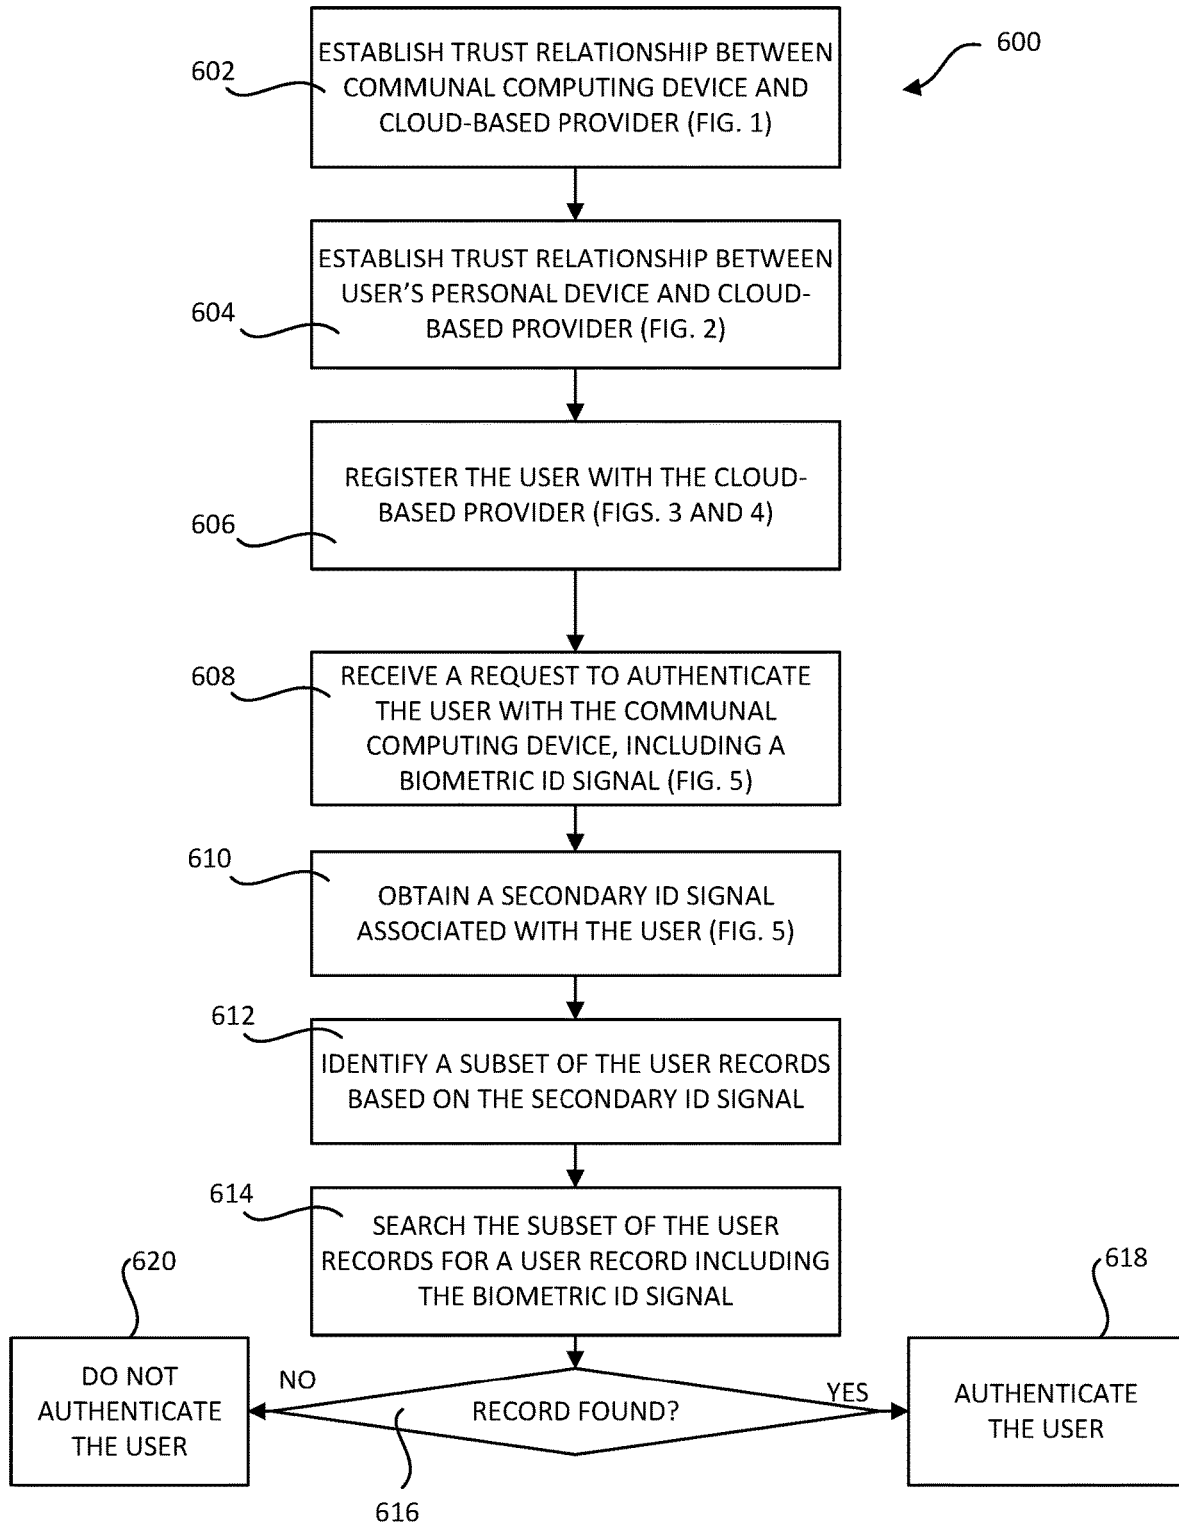 600
602
ESTABLISH TRUST RELATIONSHIP BETWEEN
COMMUNAL COMPUTING DEVICE AND
CLOUD-BASED PROVIDER (FIG. 1)
604
ESTABLISH TRUST RELATIONSHIP BETWEEN
USER'S PERSONAL DEVICE AND CLOUD-
BASED PROVIDER (FIG. 2)
606
REGISTER THE USER WITH THE CLOUD-
BASED PROVIDER (FIGS. 3 AND 4)
608
RECEIVE A REQUEST TO AUTHENTICATE
THE USER WITH THE COMMUNAL
COMPUTING DEVICE, INCLUDING A
BIOMETRIC ID SIGNAL (FIG. 5)
610
OBTAIN A SECONDARY ID SIGNAL
ASSOCIATED WITH THE USER (FIG. 5)
612
IDENTIFY A SUBSET OF THE USER RECORDS
BASED ON THE SECONDARY ID SIGNAL
614
SEARCH THE SUBSET OF THE USER
RECORDS FOR A USER RECORD INCLUDING
THE BIOMETRIC ID SIGNAL
620
DO NOT
AUTHENTICATE
THE USER
NO
RECORD FOUND?
616
YES
618
AUTHENTICATE
THE USER